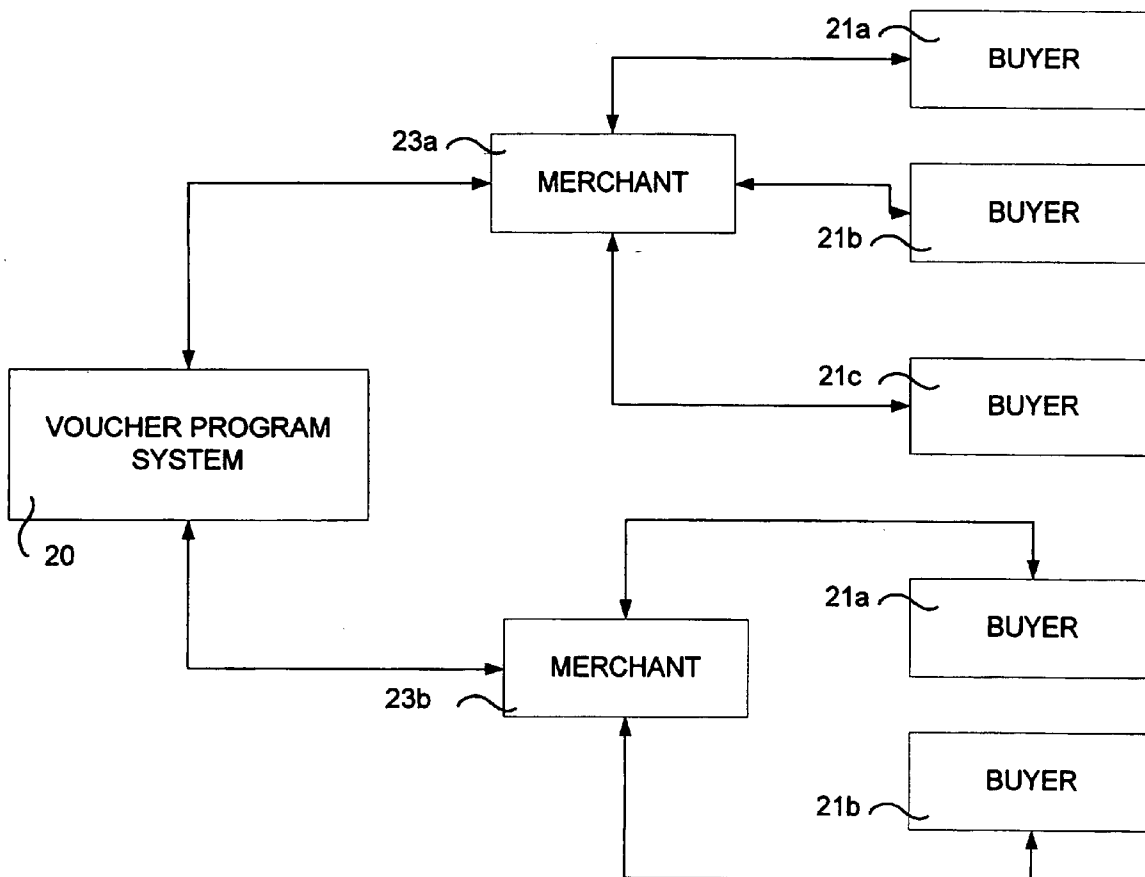 21a
BUYER
23a
MERCHANT
BUYER
21b
21c
BUYER
VOUCHER PROGRAM
SYSTEM
20
21a
BUYER
MERCHANT
23b
BUYER
21b